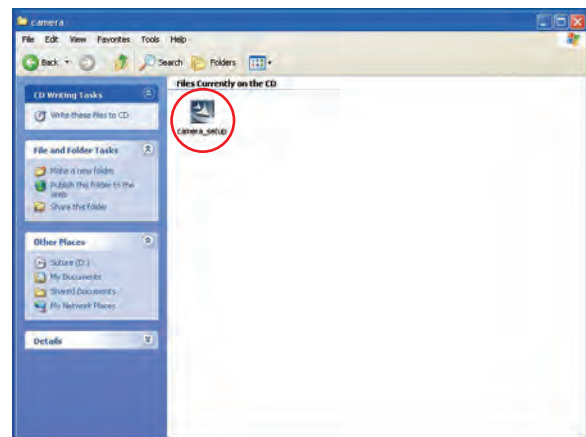 camera
File Edit View Favorites Tools Help
Back Search Folders
Files Currently on the CD
CD Writing Tasks
Write these files to CD
camera_setup
File and Folder Tasks
Make a new folder
Publish this folder to the
Web
Share this folder
Other Places
Suture (D:)
My Documents
Shared Documents
My Network Places
Details